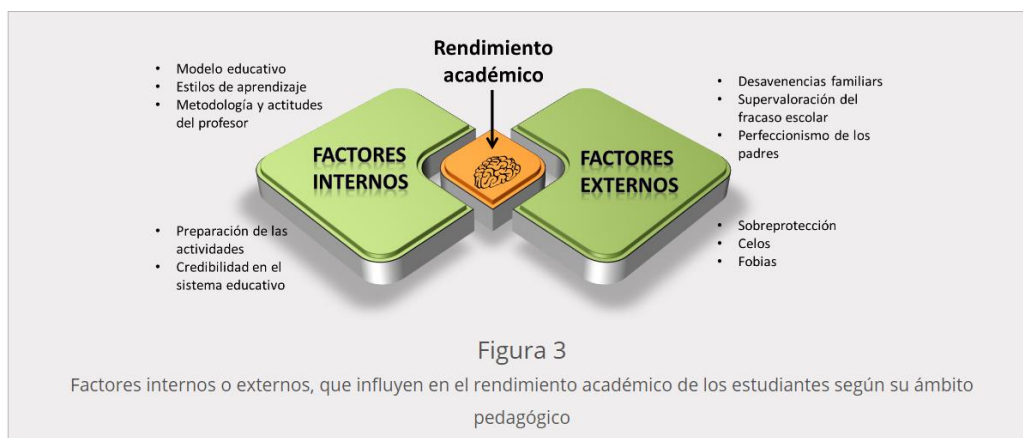 Rendimiento
académico
• Modelo educativo
• Estilos de aprendizaje
• Metodología y actitudes
del profesor
• Desavenencias familiars
• Supervaloración del
fracaso escolar
• Perfeccionismo de los
padres
FACTORES
INTERNOS
FACTORES
EXTERNOS
• Preparación de las
actividades
• Credibilidad en el
sistema educativo
• Sobreprotección
• Celos
• Fobias
Figura 3
Factores internos o externos, que influyen en el rendimiento académico de los estudiantes según su ámbito
pedagógico